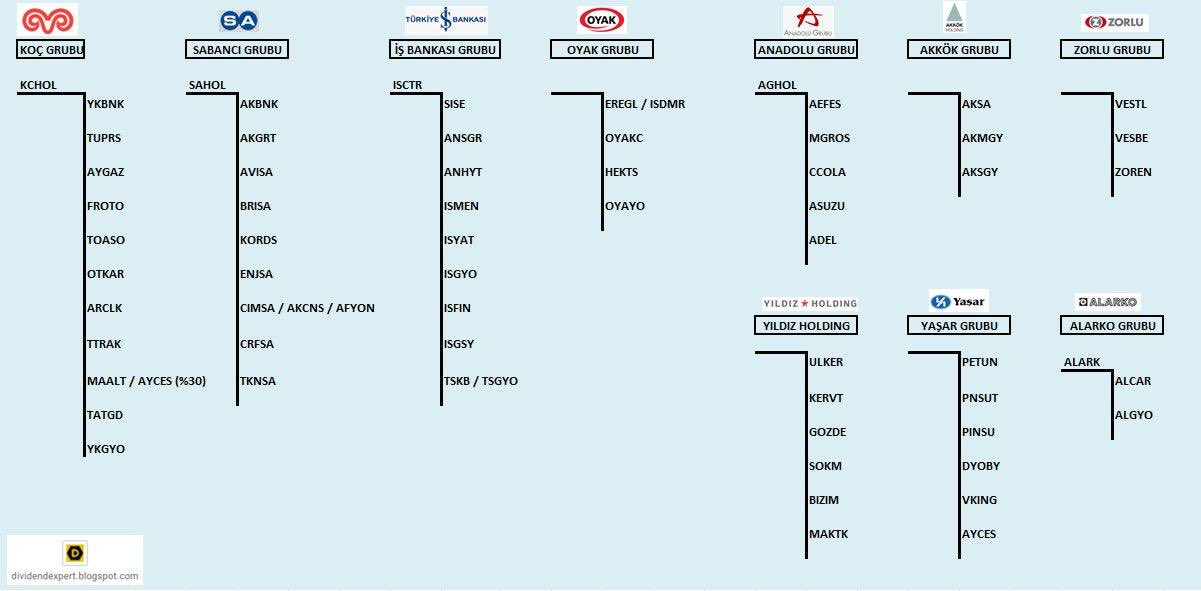 SA
TÜRKİYE İŞ BANKASI
OYAK
ANADOLU GRUBU
AKKÖK
HOLDING
ZORLU
KOÇ GRUBU
SABANCI GRUBU
İŞ BANKASI GRUBU
OYAK GRUBU
ANADOLU GRUBU
AKKÖK GRUBU
ZORLU GRUBU
KCHOL
YKBNK
TUPRS
AYGAZ
FROTO
TOASO
OTKAR
ARCLK
TTRAK
MAALT / AYCES (%30)
TATGD
YKGYO
SAHOL
AKBNK
AKGRT
AVISA
BRISA
KORDS
ENJSA
CIMSA / AKCNS / AFYON
CRFSA
TKNSA
ISCTR
SISE
ANSGR
ANHYT
ISMEN
ISYAT
ISGYO
ISFIN
ISGSY
TSKB / TSGYO
EREGL / ISDMR
OYAKC
HEKTS
OYAYO
AGHOL
AEFES
MGROS
CCOLA
ASUZU
ADEL
AKSA
AKMGY
AKSGY
VESTL
VESBE
ZOREN
YILDIZ HOLDING
YILDIZ HOLDING
ULKER
KERVT
GOZDE
SOKM
BIZIM
MAKTK
Yaşar
YAŞAR GRUBU
PETUN
PNSUT
PINSU
DYOBY
VKING
AYCES
ALARKO
ALARKO GRUBU
ALARK
ALCAR
ALGYO
D
dividendexpert.blogspot.com